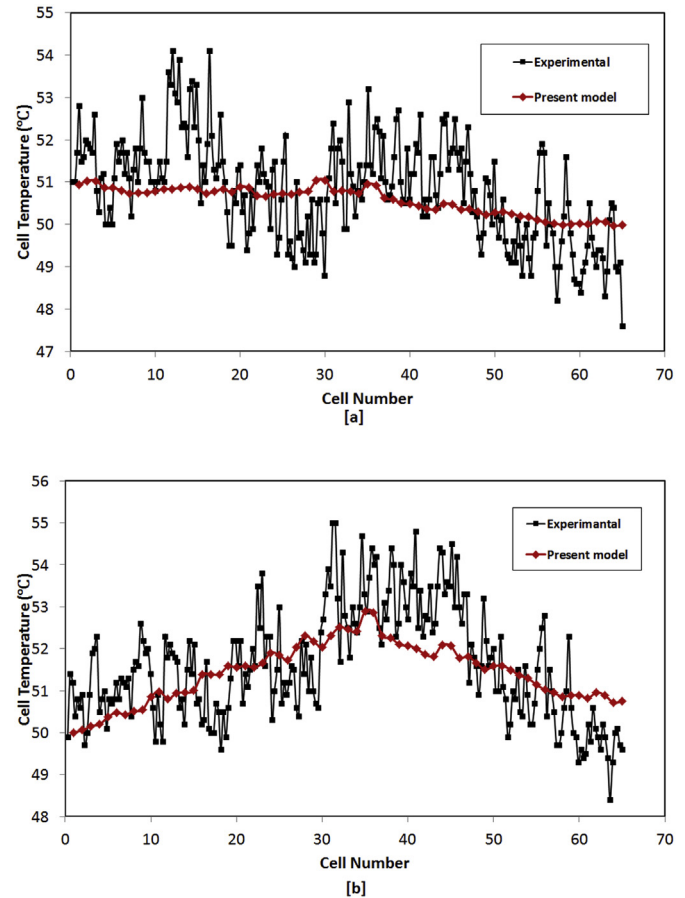 55
54
53
52
51
50
49
48
47
Cell Temperature (°C)
Experimental
Present model
0 10 20 30 40 50 60 70
Cell Number
[a]
56
55
54
53
52
51
50
49
48
Cell Temperature (°C)
Experimantal
Present model
0 10 20 30 40 50 60 70
Cell Number
[b]